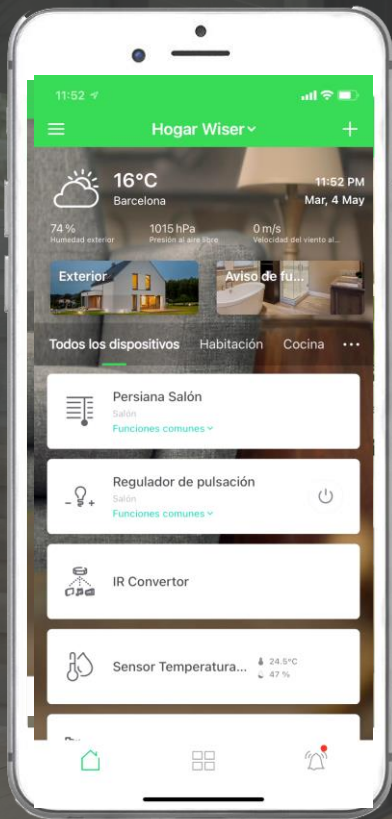 11:52
Hogar Wiser
+
16°C
Barcelona
11:52 PM
Mar, 4 May
74 %
Humedad exterior
1015 hPa
Presión al aire libre
0 m/s
Velocidad del viento al...
Exterior
Aviso de fu...
Todos los dispositivos
Habitación
Cocina
...
Persiana Salón
Salón
Funciones comunes
Regulador de pulsación
Salón
Funciones comunes
IR Convertor
Sensor Temperatura...
24.5°C
47 %